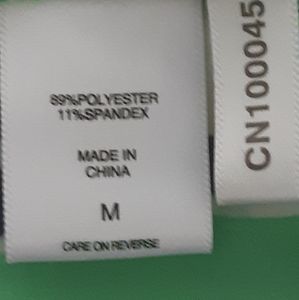 89%POLYESTER
11%SPANDEX
MADE IN
CHINA
M
CARE ON REVERSE
CN100045